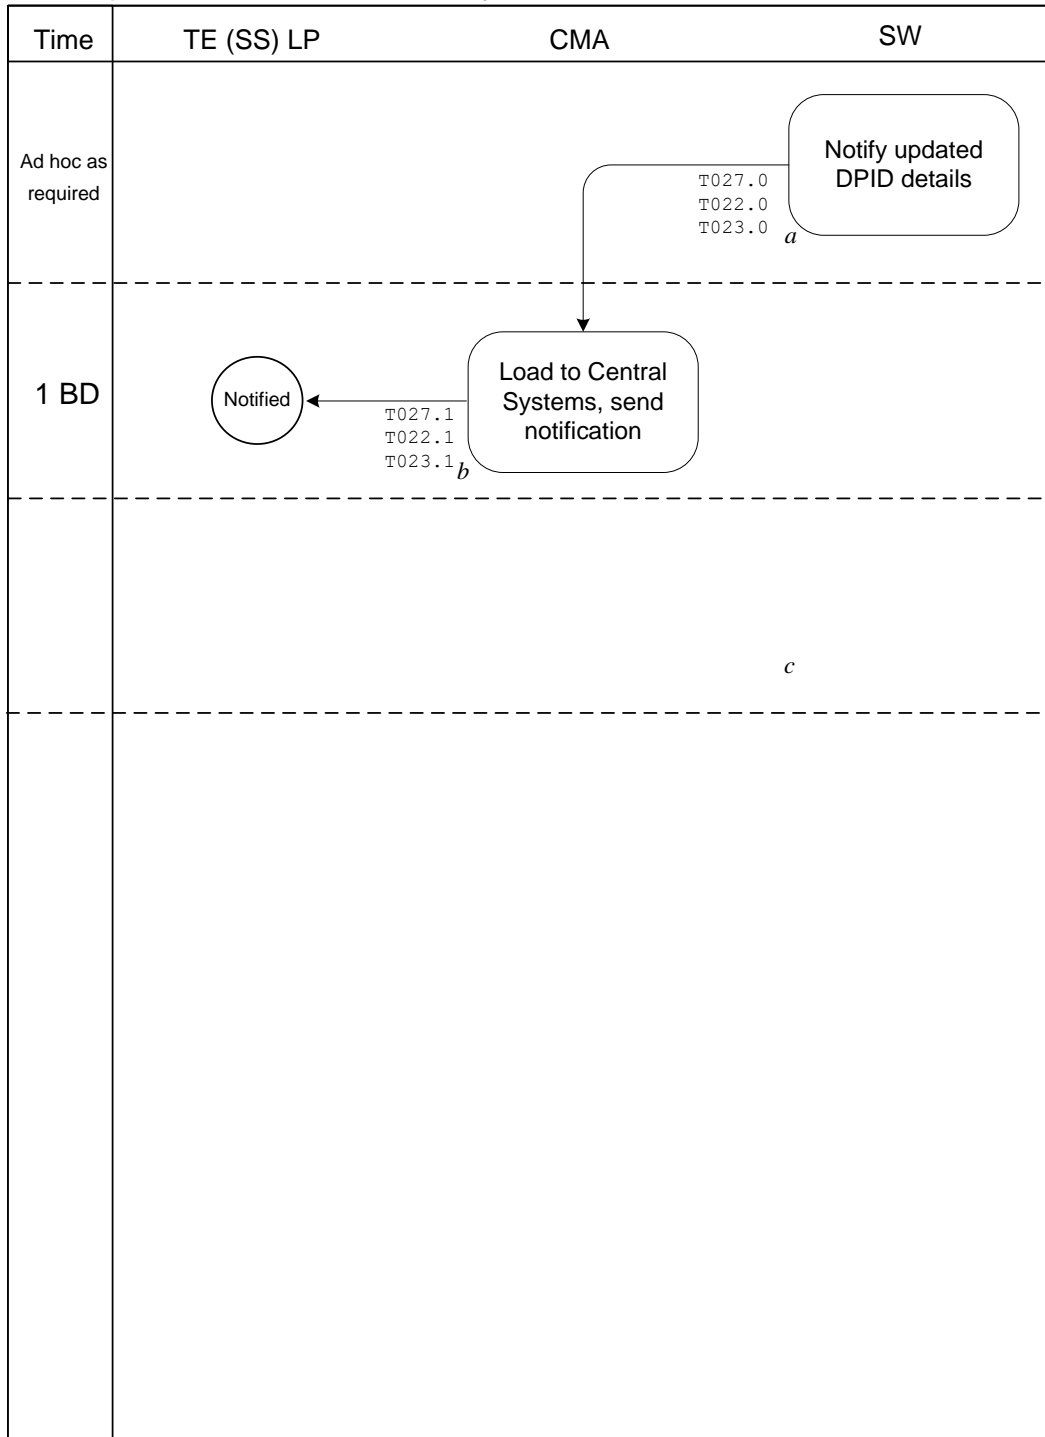 Time TE (SS) LP CMA SW
Ad hoc as
required
Notify updated
DPID details
T027.0
T022.0
T023.0
a
1 BD
Notified
T027.1
T022.1
T023.1
b
Load to Central
Systems, send
notification
c